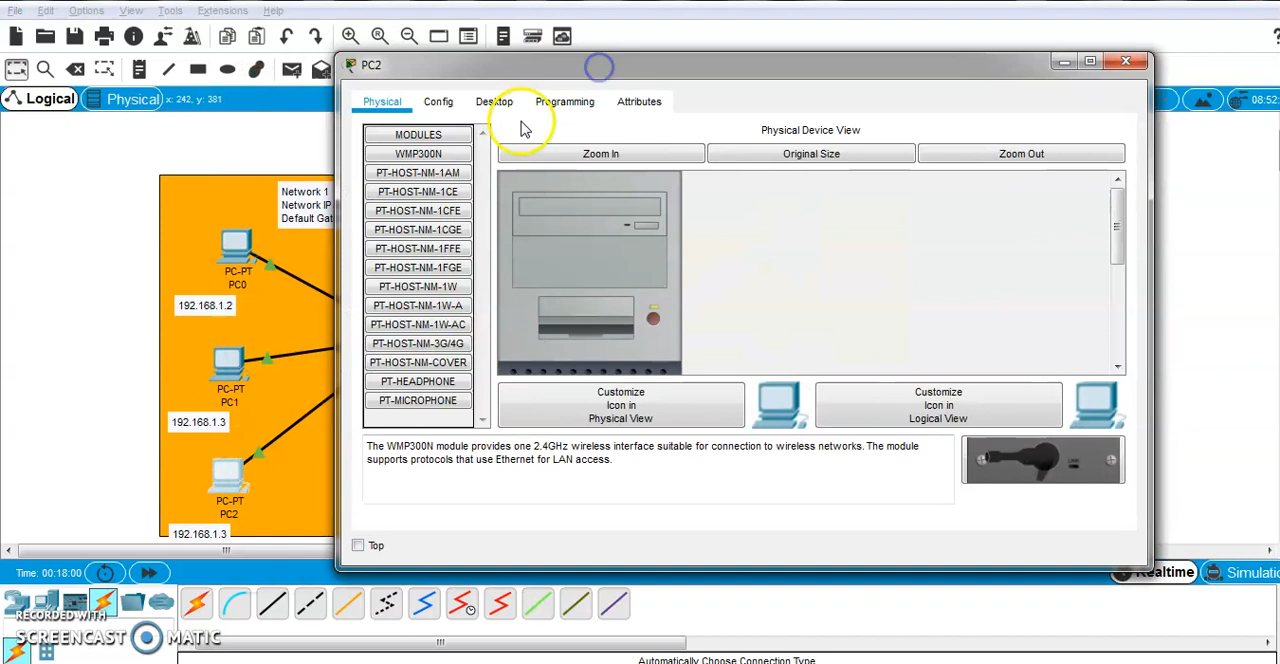 File Edit Options View Tools Extensions Help
PC2
Logical
Physical
x: 242, y: 381
08:52:
Physical Config Desktop Programming Attributes
MODULES
WMP300N
PT-HOST-NM-1AM
PT-HOST-NM-1CE
PT-HOST-NM-1CFE
PT-HOST-NM-1CGE
PT-HOST-NM-1FFE
PT-HOST-NM-1FGE
PT-HOST-NM-1W
PT-HOST-NM-1W-A
PT-HOST-NM-1W-AC
PT-HOST-NM-3G/4G
PT-HOST-NM-COVER
PT-HEADPHONE
PT-MICROPHONE
Physical Device View
Zoom In
Original Size
Zoom Out
Customize
Icon in
Physical View
Customize
Icon in
Logical View
The WMP300N module provides one 2.4GHz wireless interface suitable for connection to wireless networks. The module
supports protocols that use Ethernet for LAN access.
Top
Network 1
Network IP
Default Gat
PC-PT
PC0
192.168.1.2
PC-PT
PC1
192.168.1.3
PC-PT
PC2
192.168.1.3
Time: 00:18:00
Realtime
Simulatio
RECORDED WITH
SCREENCAST MATIC
Automatically Choose Connection Type